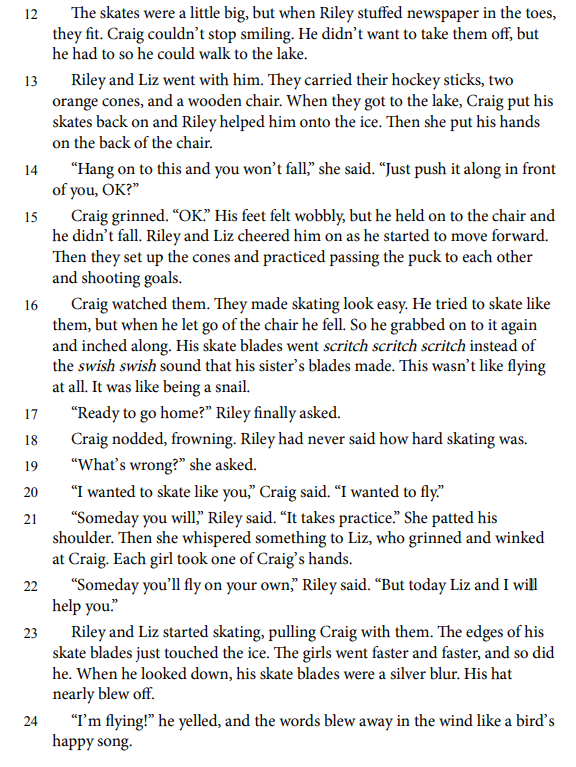 12 The skates were a little big, but when Riley stuffed newspaper in the toes,
they fit. Craig couldn’t stop smiling. He didn’t want to take them off, but
he had to so he could walk to the lake.
13 Riley and Liz went with him. They carried their hockey sticks, two
orange cones, and a wooden chair. When they got to the lake, Craig put his
skates back on and Riley helped him onto the ice. Then she put his hands
on the back of the chair.
14 “Hang on to this and you won’t fall,” she said. “Just push it along in front
of you, OK?”
15 Craig grinned. “OK.” His feet felt wobbly, but he held on to the chair and
he didn’t fall. Riley and Liz cheered him on as he started to move forward.
Then they set up the cones and practiced passing the puck to each other
and shooting goals.
16 Craig watched them. They made skating look easy. He tried to skate like
them, but when he let go of the chair he fell. So he grabbed on to it again
and inched along. His skate blades went scritch scritch scritch instead of
the swish swish sound that his sister’s blades made. This wasn’t like flying
at all. It was like being a snail.
17 “Ready to go home?” Riley finally asked.
18 Craig nodded, frowning. Riley had never said how hard skating was.
19 “What’s wrong?” she asked.
20 “I wanted to skate like you,” Craig said. “I wanted to fly.”
21 “Someday you will,” Riley said. “It takes practice.” She patted his
shoulder. Then she whispered something to Liz, who grinned and winked
at Craig. Each girl took one of Craig’s hands.
22 “Someday you’ll fly on your own,” Riley said. “But today Liz and I will
help you.”
23 Riley and Liz started skating, pulling Craig with them. The edges of his
skate blades just touched the ice. The girls went faster and faster, and so did
he. When he looked down, his skate blades were a silver blur. His hat
nearly blew off.
24 “I’m flying!” he yelled, and the words blew away in the wind like a bird’s
happy song.